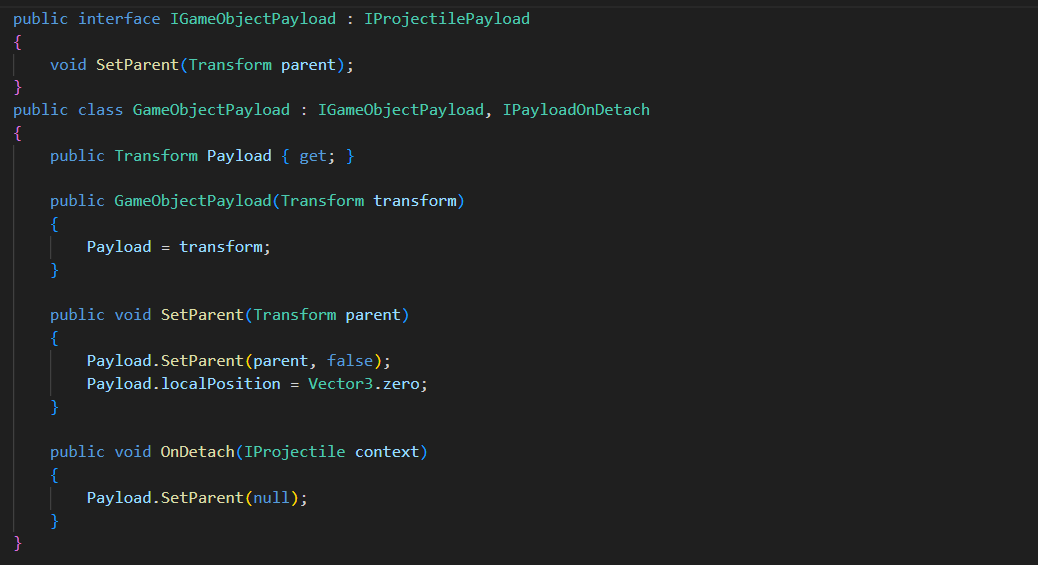 public interface IGameObjectPayload : IProjectilePayload
{
    void SetParent(Transform parent);
}
public class GameObjectPayload : IGameObjectPayload, IPayloadOnDetach
{
    public Transform Payload { get; }

    public GameObjectPayload(Transform transform)
    {
        Payload = transform;
    }

    public void SetParent(Transform parent)
    {
        Payload.SetParent(parent, false);
        Payload.localPosition = Vector3.zero;
    }

    public void OnDetach(IProjectile context)
    {
        Payload.SetParent(null);
    }
}